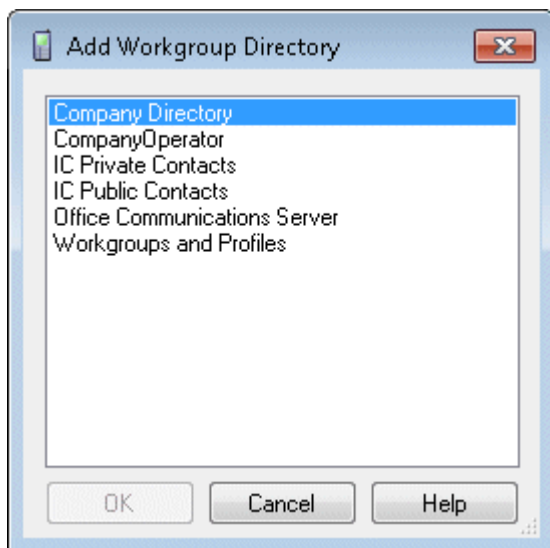 Add Workgroup Directory
Company Directory
CompanyOperator
IC Private Contacts
IC Public Contacts
Office Communications Server
Workgroups and Profiles
OK Cancel Help